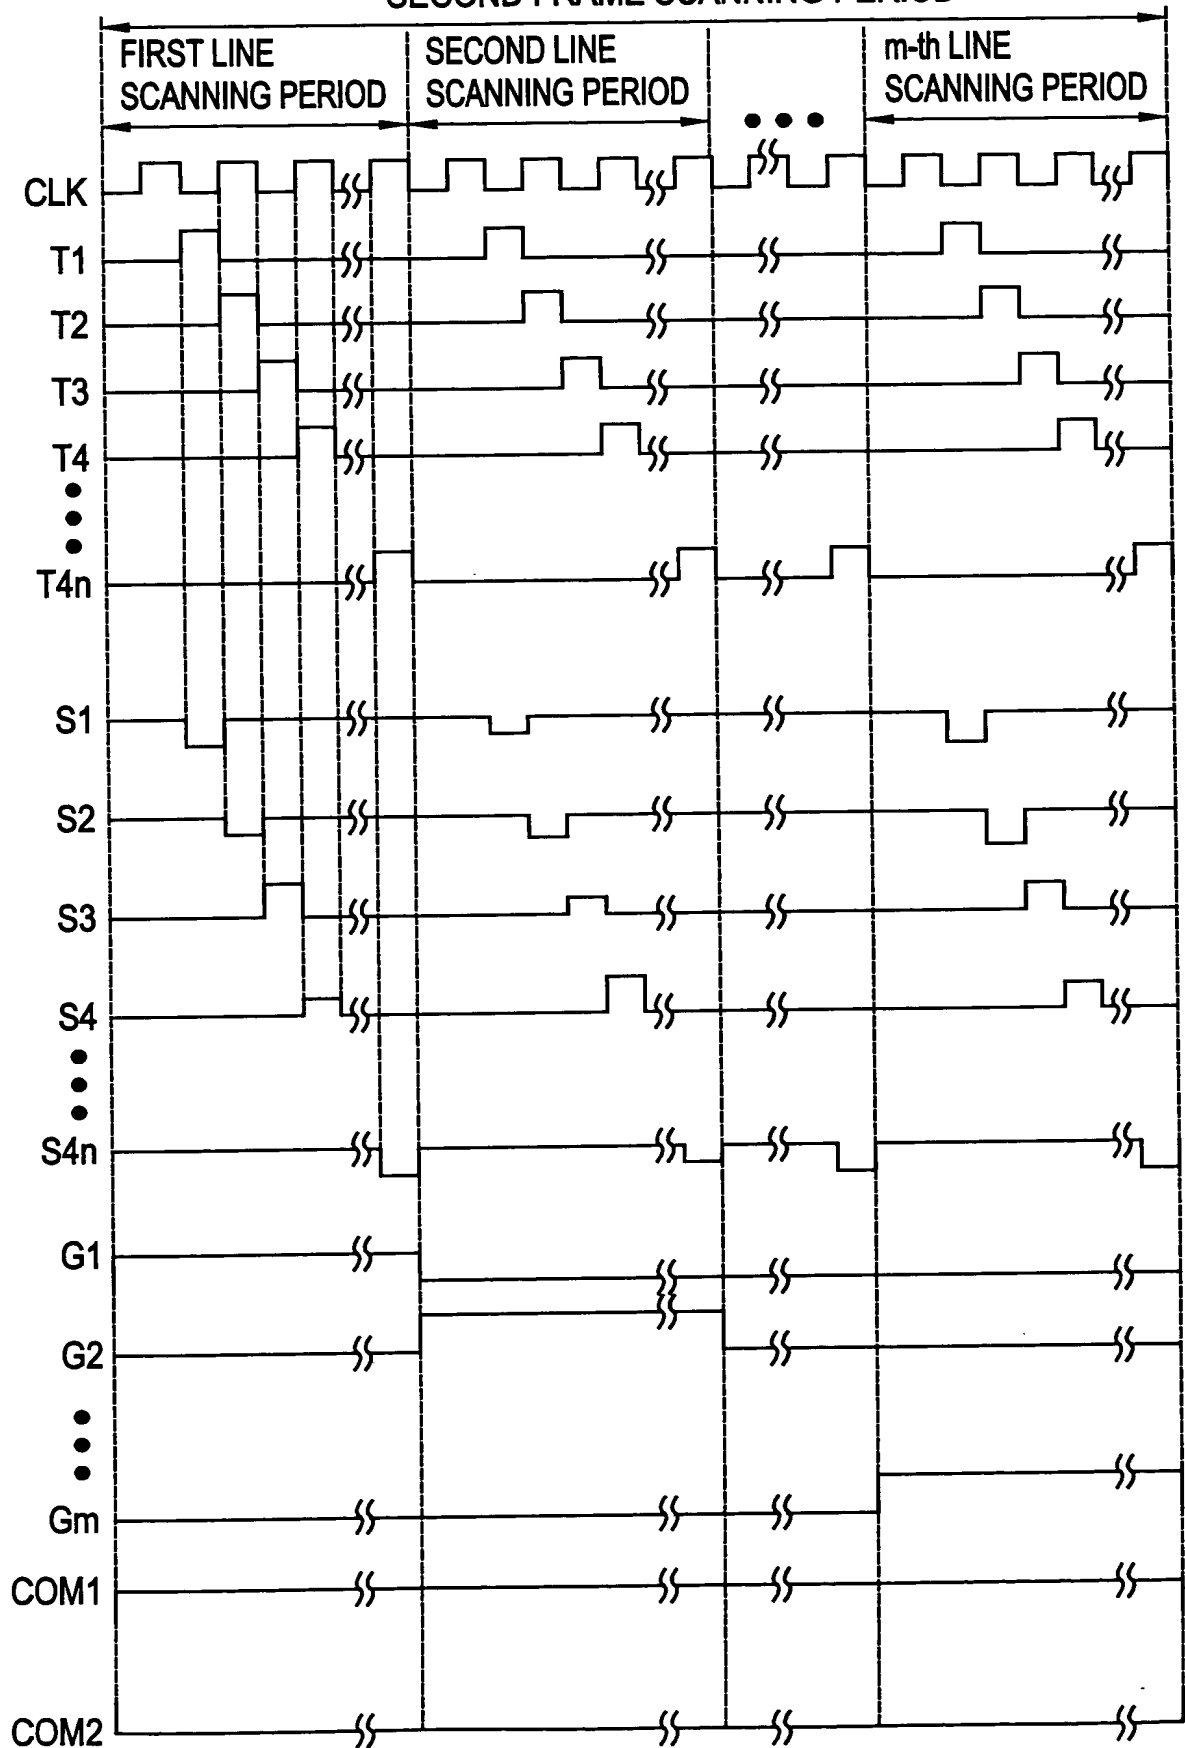 SECOND FRAME SCANNING PERIOD
FIRST LINE
SCANNING PERIOD
SECOND LINE
SCANNING PERIOD
m-th LINE
SCANNING PERIOD
CLK
T1
T2
T3
T4
T4n
S1
S2
S3
S4
S4n
G1
G2
Gm
COM1
COM2